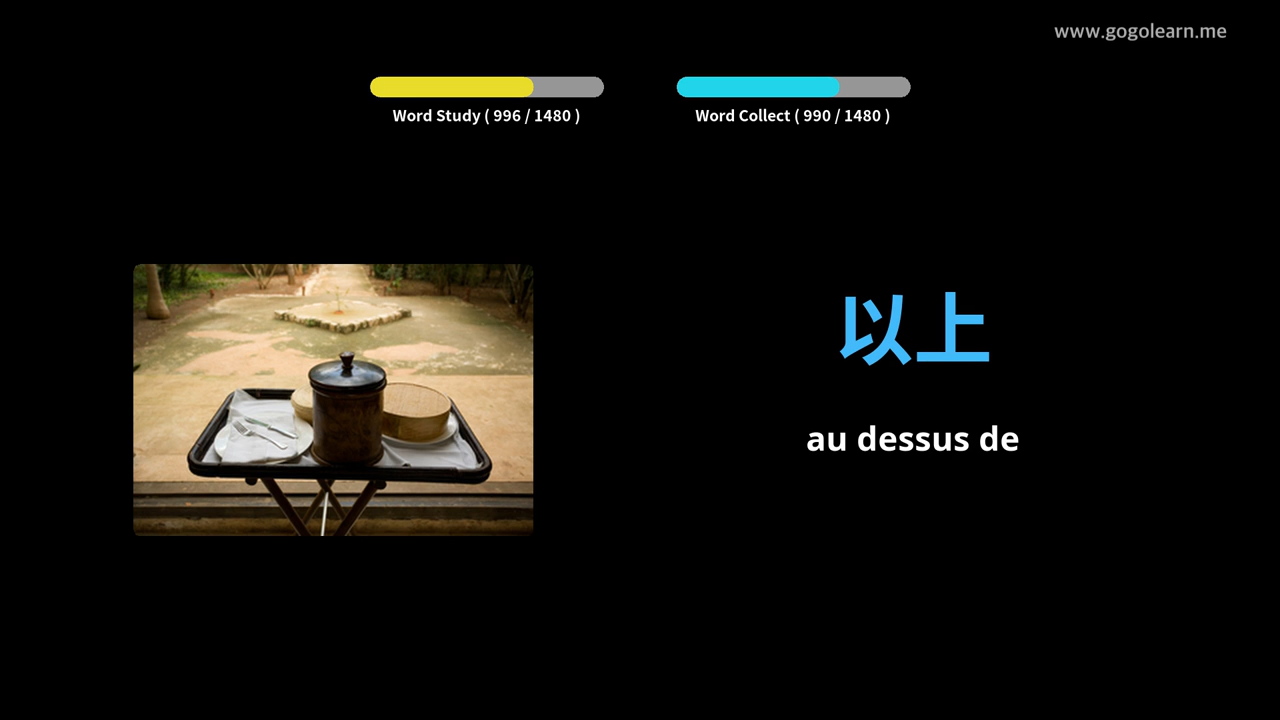 www.gogolearn.me
Word Study ( 996 / 1480 )
Word Collect ( 990 / 1480 )
以上
au dessus de